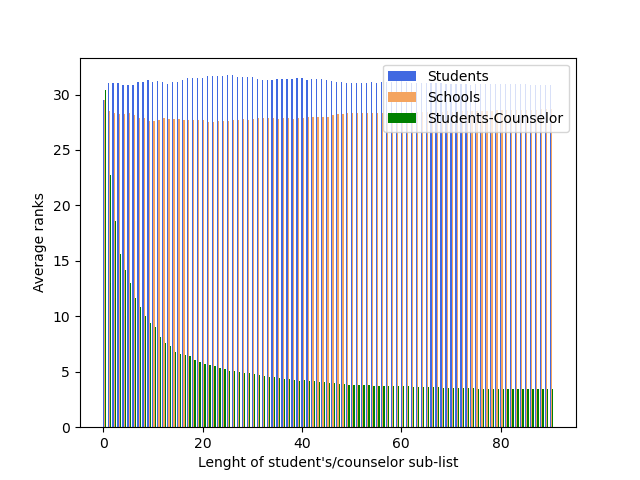 Students
Schools
Students-Counselor
30
25
20
15
10
5
0
Average ranks
0 20 40 60 80
Lenght of student's/counselor sub-list